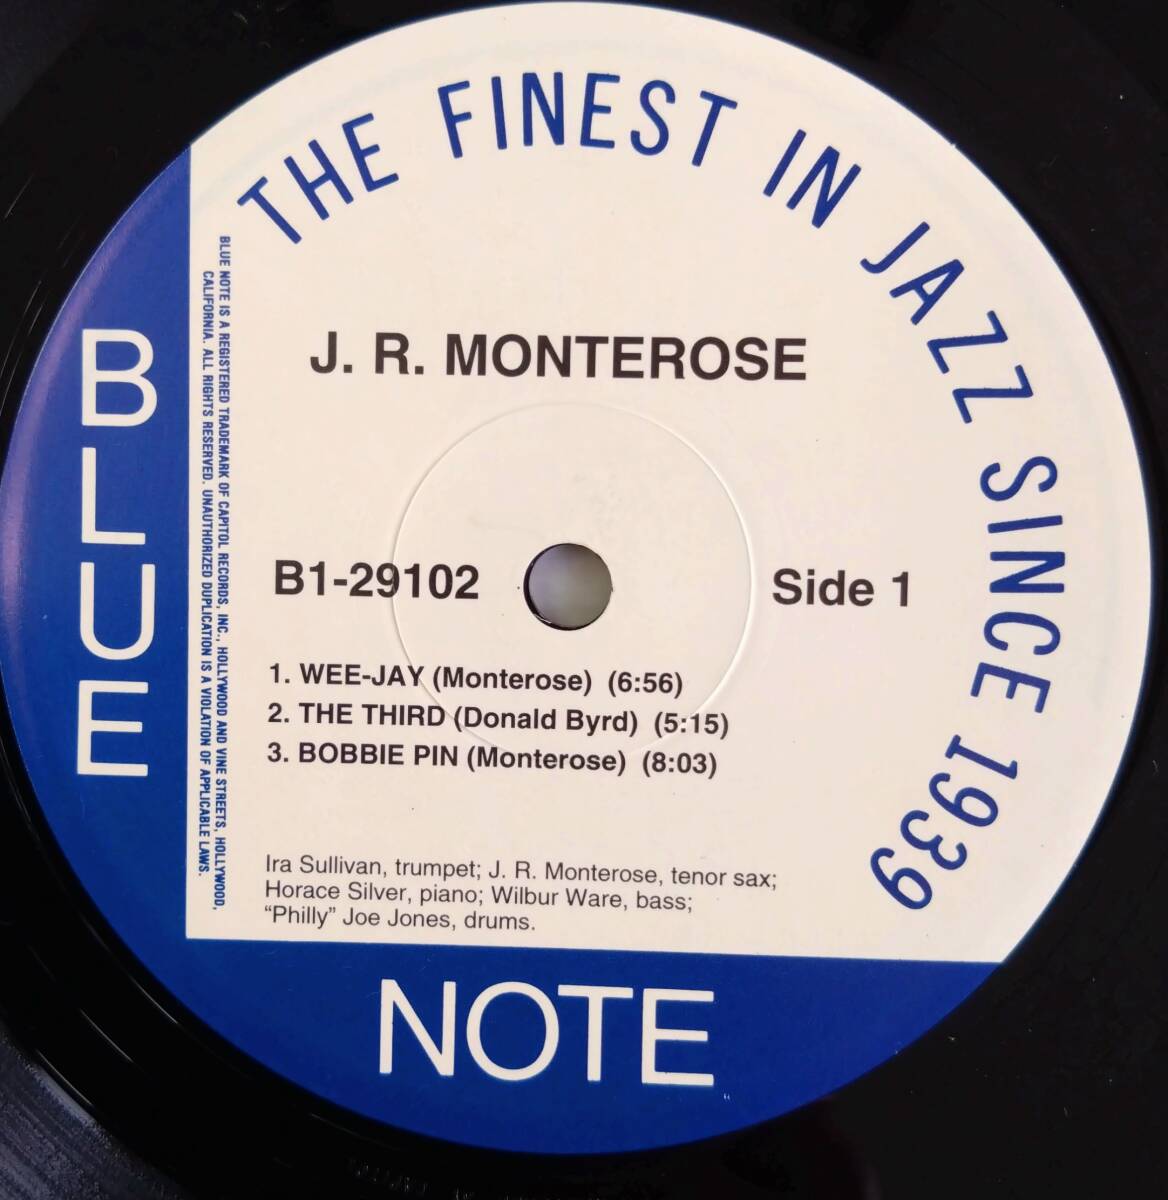 THE FINEST IN JAZZ SINCE 1939
BLUE
NOTE
BLUE NOTE IS A REGISTERED TRADEMARK OF CAPITOL RECORDS, INC., HOLLYWOOD AND VINE STREETS, HOLLYWOOD,
CALIFORNIA. ALL RIGHTS RESERVED. UNAUTHORIZED DUPLICATION IS A VIOLATION OF APPLICABLE LAWS.
J. R. MONTEROSE
B1-29102 Side 1
1. WEE-JAY (Monterose) (6:56)
2. THE THIRD (Donald Byrd) (5:15)
3. BOBBIE PIN (Monterose) (8:03)
Ira Sullivan, trumpet; J. R. Monterose, tenor sax;
Horace Silver, piano; Wilbur Ware, bass;
“Philly” Joe Jones, drums.